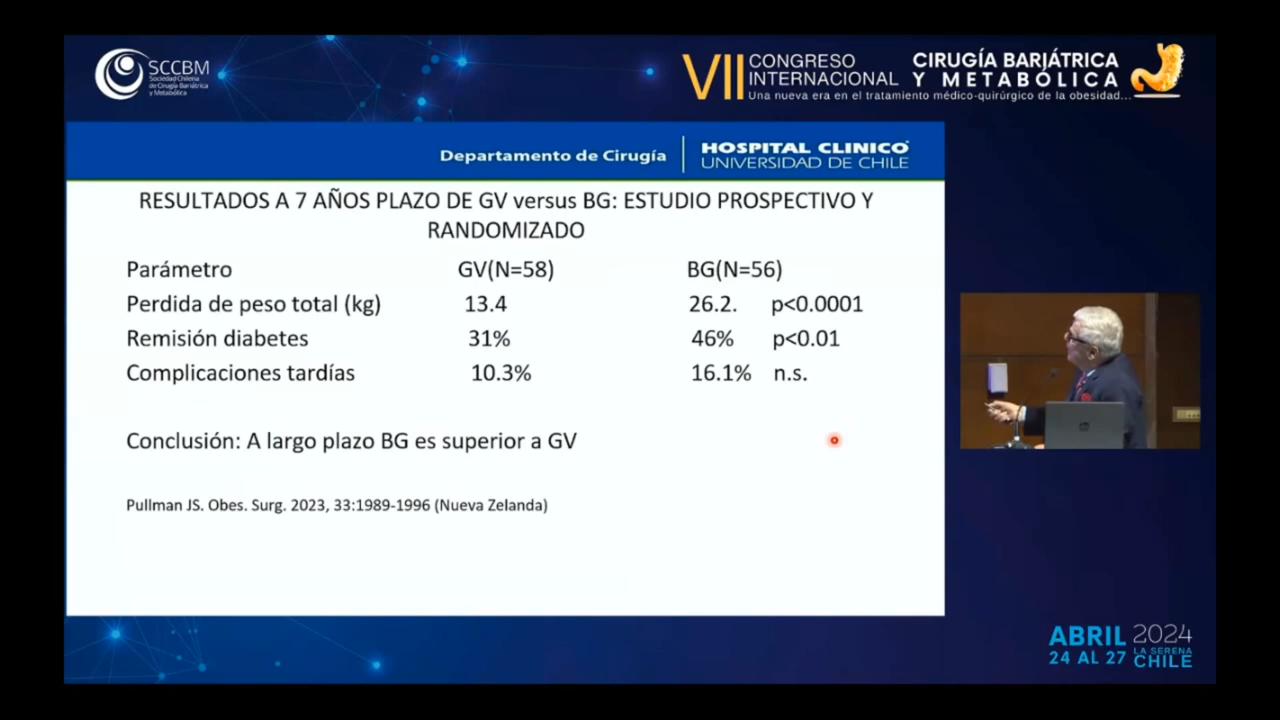 SCCBM
Sociedad Chilena
de Cirugía Bariátrica
y Metabólica
VII CONGRESO
INTERNACIONAL
CIRUGÍA BARIÁTRICA
Y METABÓLICA
Una nueva era en el tratamiento médico-quirúrgico de la obesidad...
Departamento de Cirugía
HOSPITAL CLINICO
UNIVERSIDAD DE CHILE
RESULTADOS A 7 AÑOS PLAZO DE GV versus BG: ESTUDIO PROSPECTIVO Y
RANDOMIZADO
Parámetro GV(N=58) BG(N=56)
Perdida de peso total (kg) 13.4 26.2. p<0.0001
Remisión diabetes 31% 46% p<0.01
Complicaciones tardías 10.3% 16.1% n.s.
Conclusión: A largo plazo BG es superior a GV
Pullman JS. Obes. Surg. 2023, 33:1989-1996 (Nueva Zelanda)
ABRIL 2024
24 AL 27 LA SERENA
CHILE